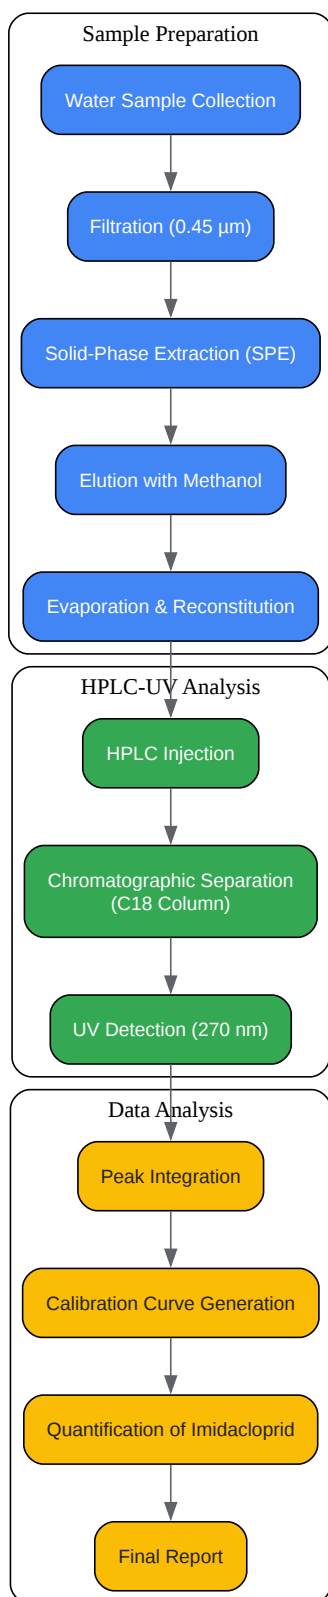 Sample Preparation
Water Sample Collection
Filtration (0.45 µm)
Solid-Phase Extraction (SPE)
Elution with Methanol
Evaporation & Reconstitution
HPLC-UV Analysis
HPLC Injection
Chromatographic Separation
(C18 Column)
UV Detection (270 nm)
Data Analysis
Peak Integration
Calibration Curve Generation
Quantification of Imidacloprid
Final Report